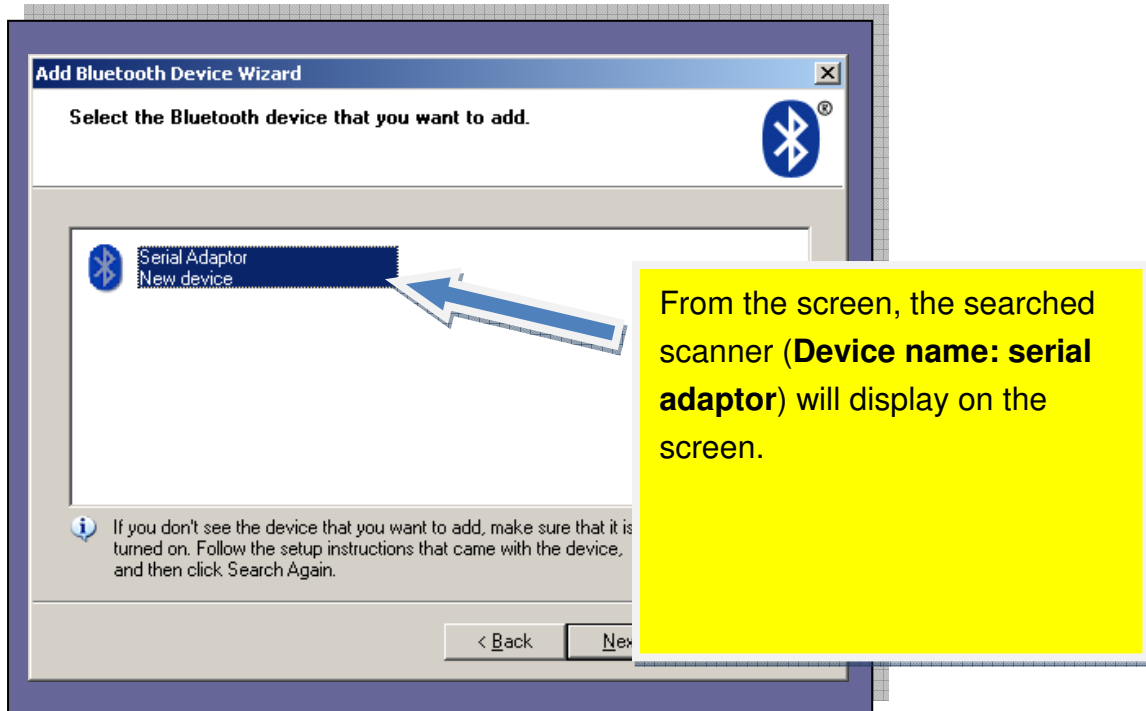 Add Bluetooth Device Wizard
Select the Bluetooth device that you want to add.
®
Serial Adaptor
New device
From the screen, the searched
scanner (Device name: serial
adaptor) will display on the
screen.
If you don't see the device that you want to add, make sure that it is
turned on. Follow the setup instructions that came with the device,
and then click Search Again.
< Back